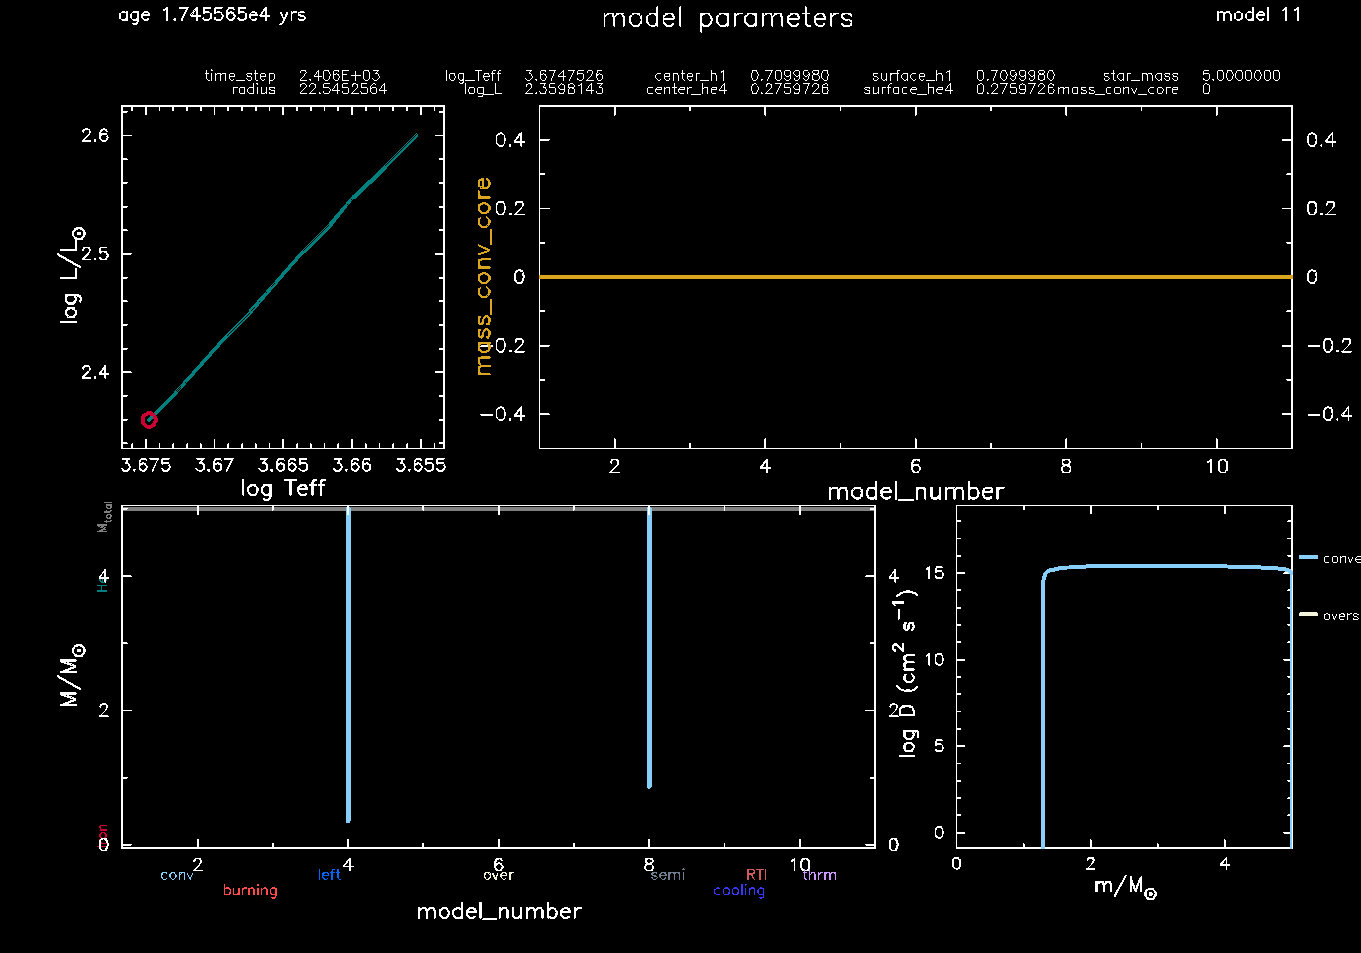 age 1.745565e4 yrs model parameters model 11
time_step 2.406E+03 log_Teff 3.6747526 center_h1 0.7099980 surface_h1 0.7099980 star_mass 5.0000000
radius 22.5452564 log_L 2.3598143 center_he4 0.2759726 surface_he4 0.2759726 mass_conv_core 0
2.6
2.5
2.4
log L/L⊙
3.675 3.67 3.665 3.66 3.655
log Teff
0.4
0.2
0
−0.2
−0.4
mass_conv_core
0.4
0.2
0
−0.2
−0.4
2 4 6 8 10
model_number
Mtotal
He
4
2
0
M/M⊙
4
2
0
2 4 6 8 10
conv left over semi RTI thrm
burning cooling
model_number
15
10
5
0
log D (cm² s⁻¹)
0 2 4
m/M⊙
conve
overs